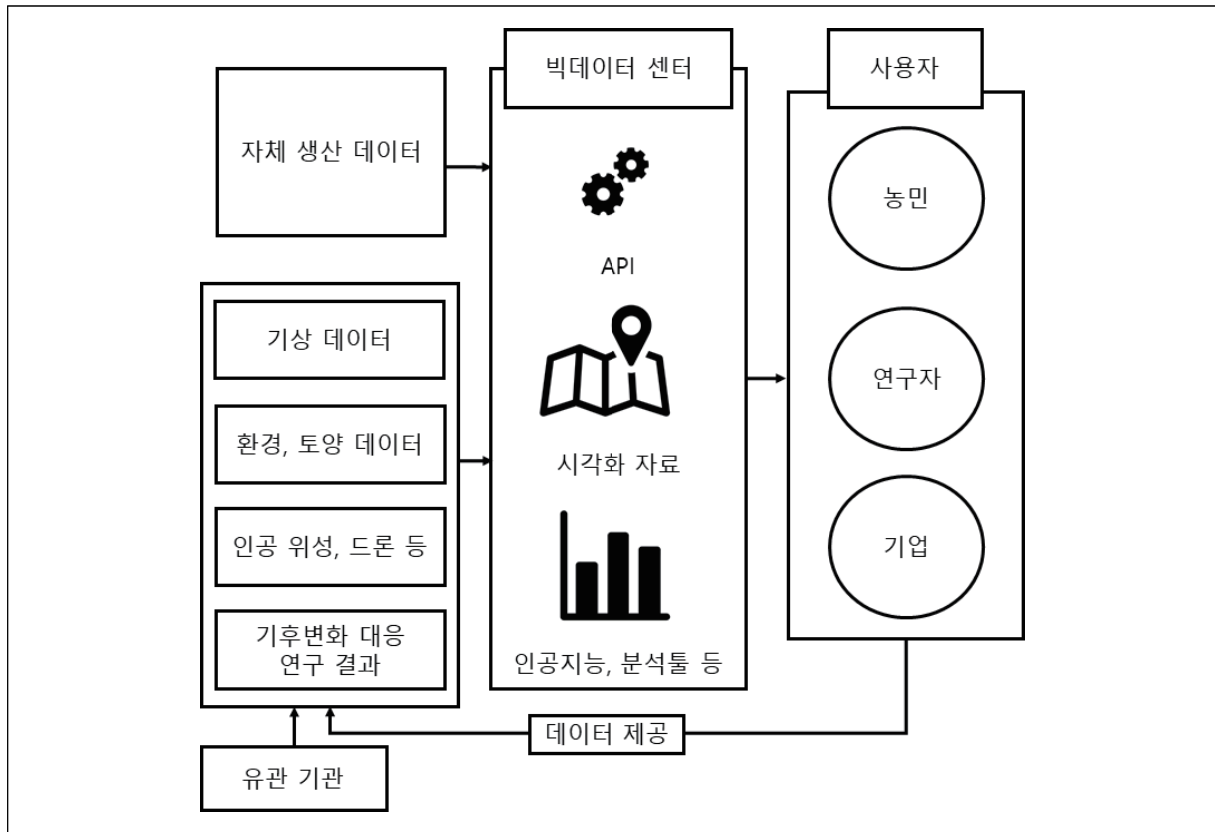 빅데이터 센터
사용자
자체 생산 데이터
농민
API
기상 데이터
연구자
환경, 토양 데이터
시각화 자료
인공 위성, 드론 등
기업
기후변화 대응
연구 결과
인공지능, 분석툴 등
데이터 제공
유관 기관